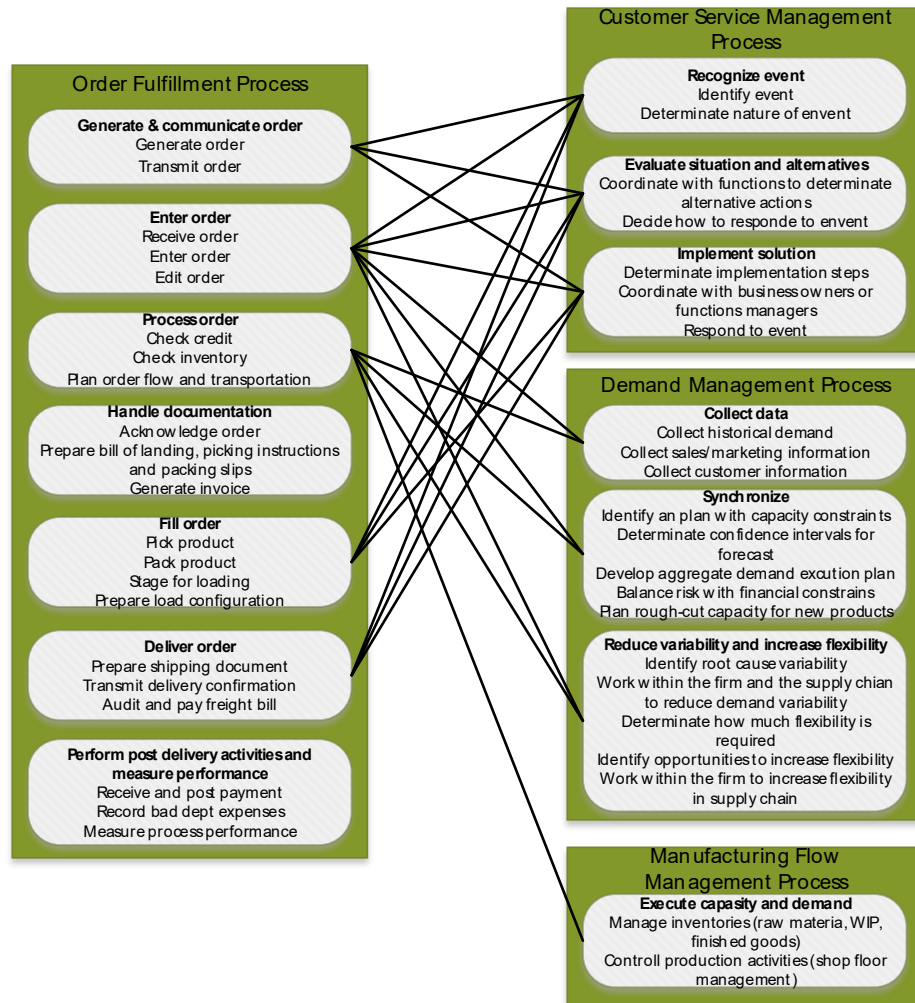 Order Fulfillment Process
Generate & communicate order
Generate order
Transmit order
Enter order
Receive order
Enter order
Edit order
Process order
Check credit
Check inventory
Plan order flow and transportation
Handle documentation
Acknowledge order
Prepare bill of landing, picking instructions
and packing slips
Generate invoice
Fill order
Pick product
Pack product
Stage for loading
Prepare load configuration
Deliver order
Prepare shipping document
Transmit delivery confirmation
Audit and pay freight bill
Perform post delivery activities and
measure performance
Receive and post payment
Record bad dept expenses
Measure process performance
Customer Service Management
Process
Recognize event
Identify event
Determinate nature of envent
Evaluate situation and alternatives
Coordinate with functions to determinate
alternative actions
Decide how to responde to envent
Implement solution
Determinate implementation steps
Coordinate with business owners or
functions managers
Respond to event
Demand Management Process
Collect data
Collect historical demand
Collect sales/marketing information
Collect customer information
Synchronize
Identify an plan with capacity constraints
Determinate confidence intervals for
forecast
Develop aggregate demand excution plan
Balance risk with financial constrains
Plan rough-cut capacity for new products
Reduce variability and increase flexibility
Identify root cause variability
Work within the firm and the supply chian
to reduce demand variability
Determinate how much flexibility is
required
Identify opportunities to increase flexibility
Work within the firm to increase flexibility
in supply chain
Manufacturing Flow
Management Process
Execute capasity and demand
Manage inventories (raw materia, WIP,
finished goods)
Controll production activities (shop floor
management)